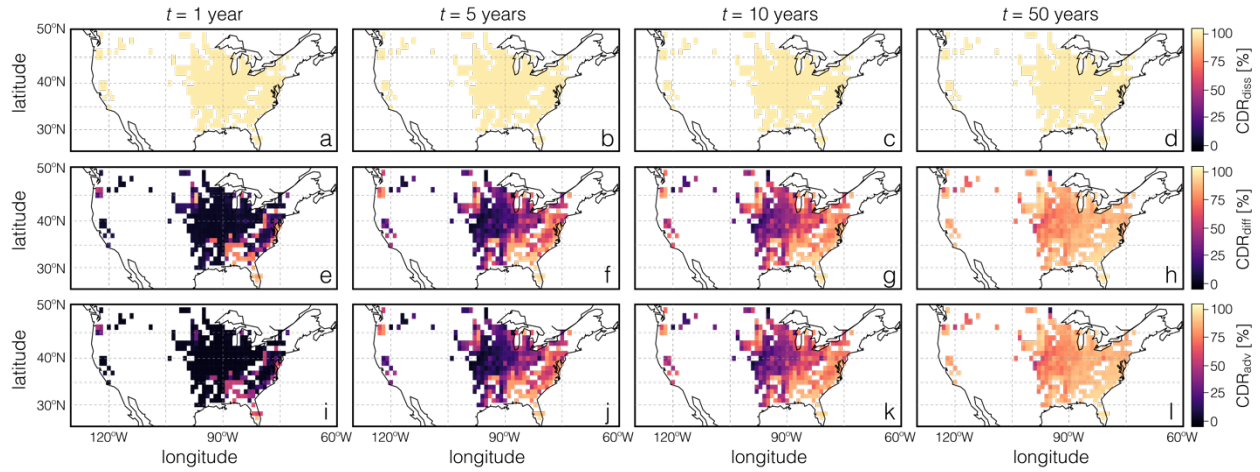 t = 1 year
t = 5 years
t = 10 years
t = 50 years
50°N
40°N
30°N
latitude
a
b
c
d
100
75
50
25
0
CDRdiss [%]
50°N
40°N
30°N
latitude
e
f
g
h
100
75
50
25
0
CDRdiff [%]
50°N
40°N
30°N
latitude
i
j
k
l
100
75
50
25
0
CDRadv [%]
120°W
90°W
60°W
120°W
90°W
60°W
120°W
90°W
60°W
120°W
90°W
60°W
longitude
longitude
longitude
longitude